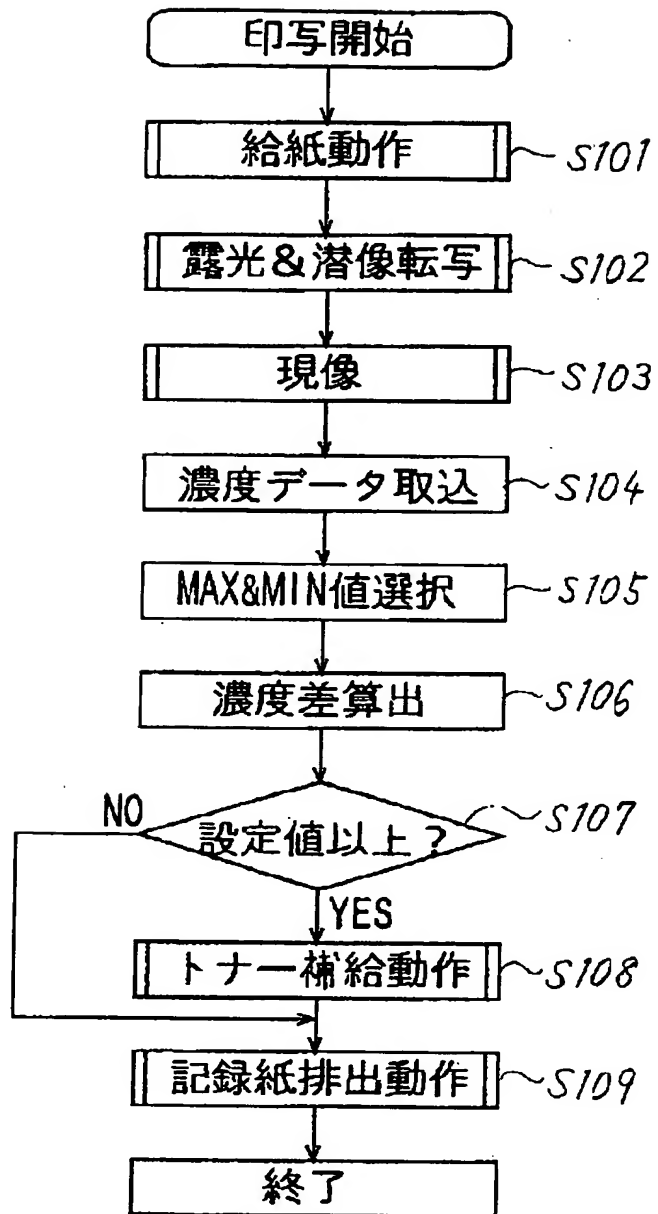 印写開始
給紙動作 S101
露光&潜像転写 S102
現像 S103
濃度データ取込 S104
MAX&MIN値選択 S105
濃度差算出 S106
NO 設定値以上? S107
YES
トナー補給動作 S108
記録紙排出動作 S109
終了